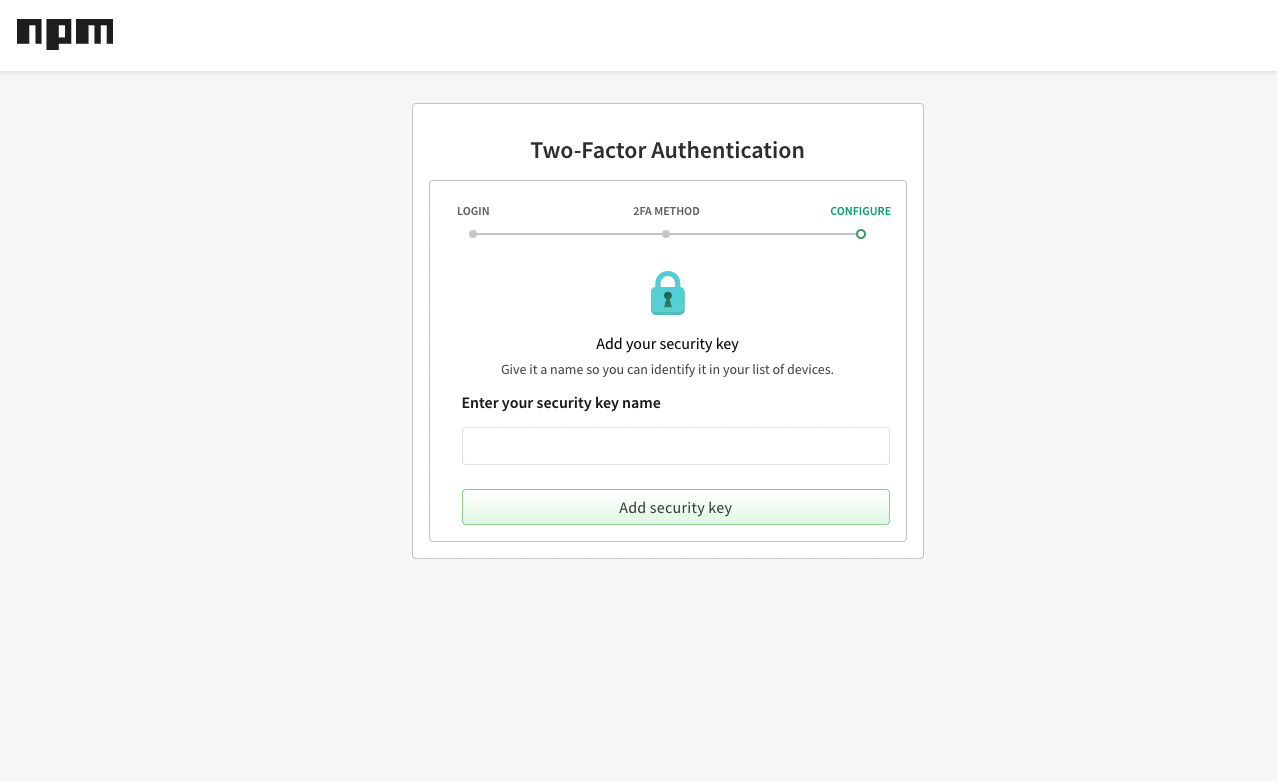 npm
Two-Factor Authentication
LOGIN 2FA METHOD CONFIGURE
Add your security key
Give it a name so you can identify it in your list of devices.
Enter your security key name
Add security key